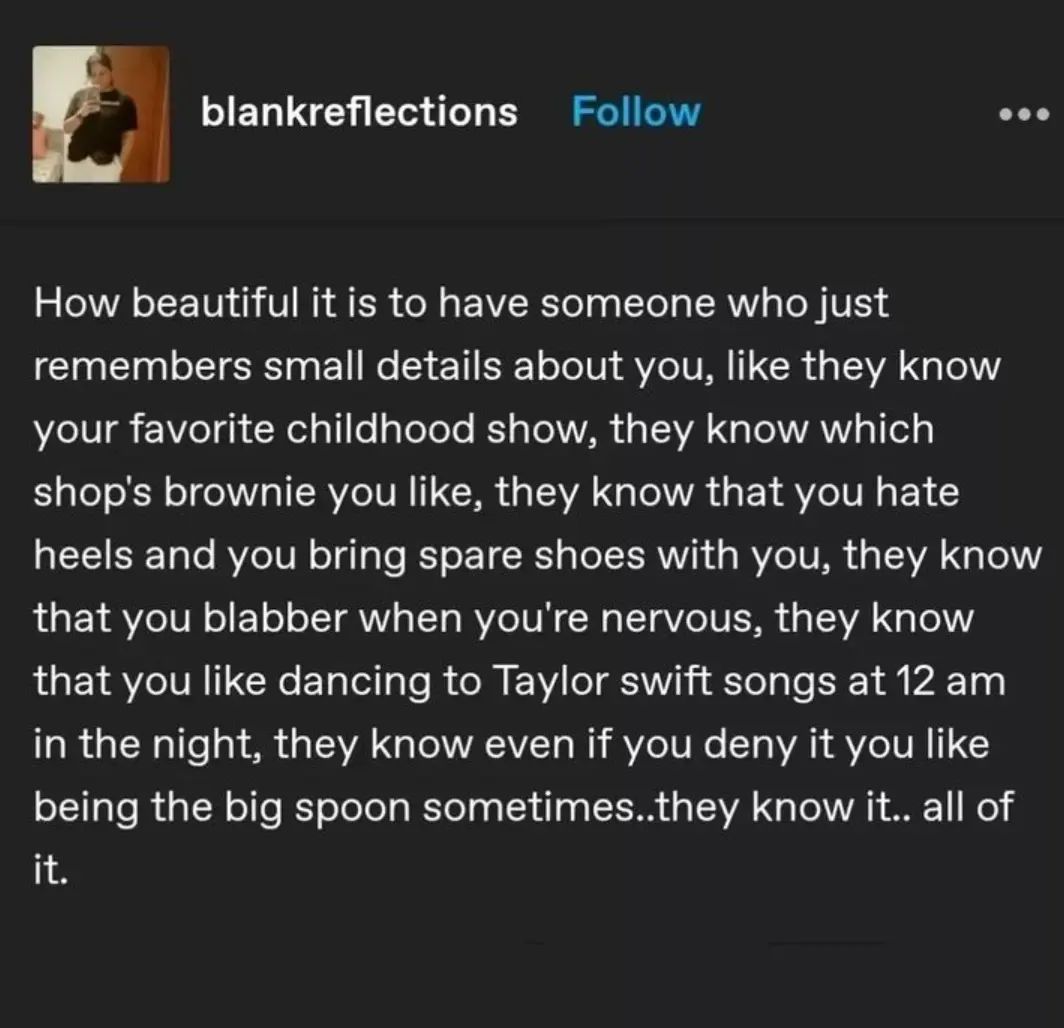 blankreflections Follow
How beautiful it is to have someone who just
remembers small details about you, like they know
your favorite childhood show, they know which
shop's brownie you like, they know that you hate
heels and you bring spare shoes with you, they know
that you blabber when you're nervous, they know
that you like dancing to Taylor swift songs at 12 am
in the night, they know even if you deny it you like
being the big spoon sometimes..they know it.. all of
it.